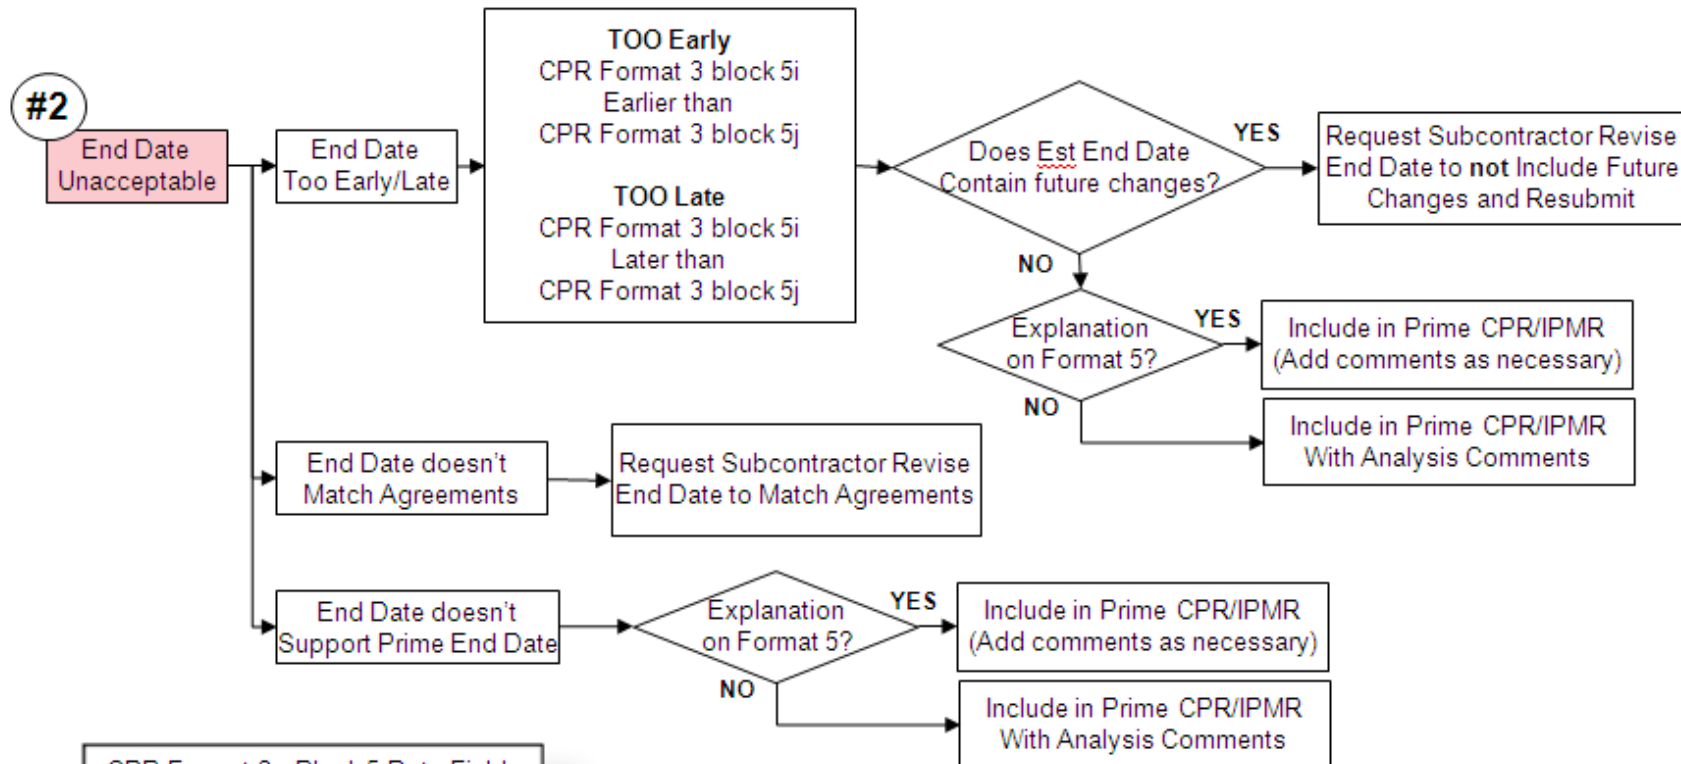 #2
End Date
Unacceptable
End Date
Too Early/Late
TOO Early
CPR Format 3 block 5i
Earlier than
CPR Format 3 block 5j
TOO Late
CPR Format 3 block 5i
Later than
CPR Format 3 block 5j
Does Est End Date
Contain future changes?
YES
Request Subcontractor Revise
End Date to not Include Future
Changes and Resubmit
NO
Explanation
on Format 5?
YES
Include in Prime CPR/IPMR
(Add comments as necessary)
NO
Include in Prime CPR/IPMR
With Analysis Comments
End Date doesn't
Match Agreements
Request Subcontractor Revise
End Date to Match Agreements
End Date doesn't
Support Prime End Date
Explanation
on Format 5?
YES
Include in Prime CPR/IPMR
(Add comments as necessary)
NO
Include in Prime CPR/IPMR
With Analysis Comments